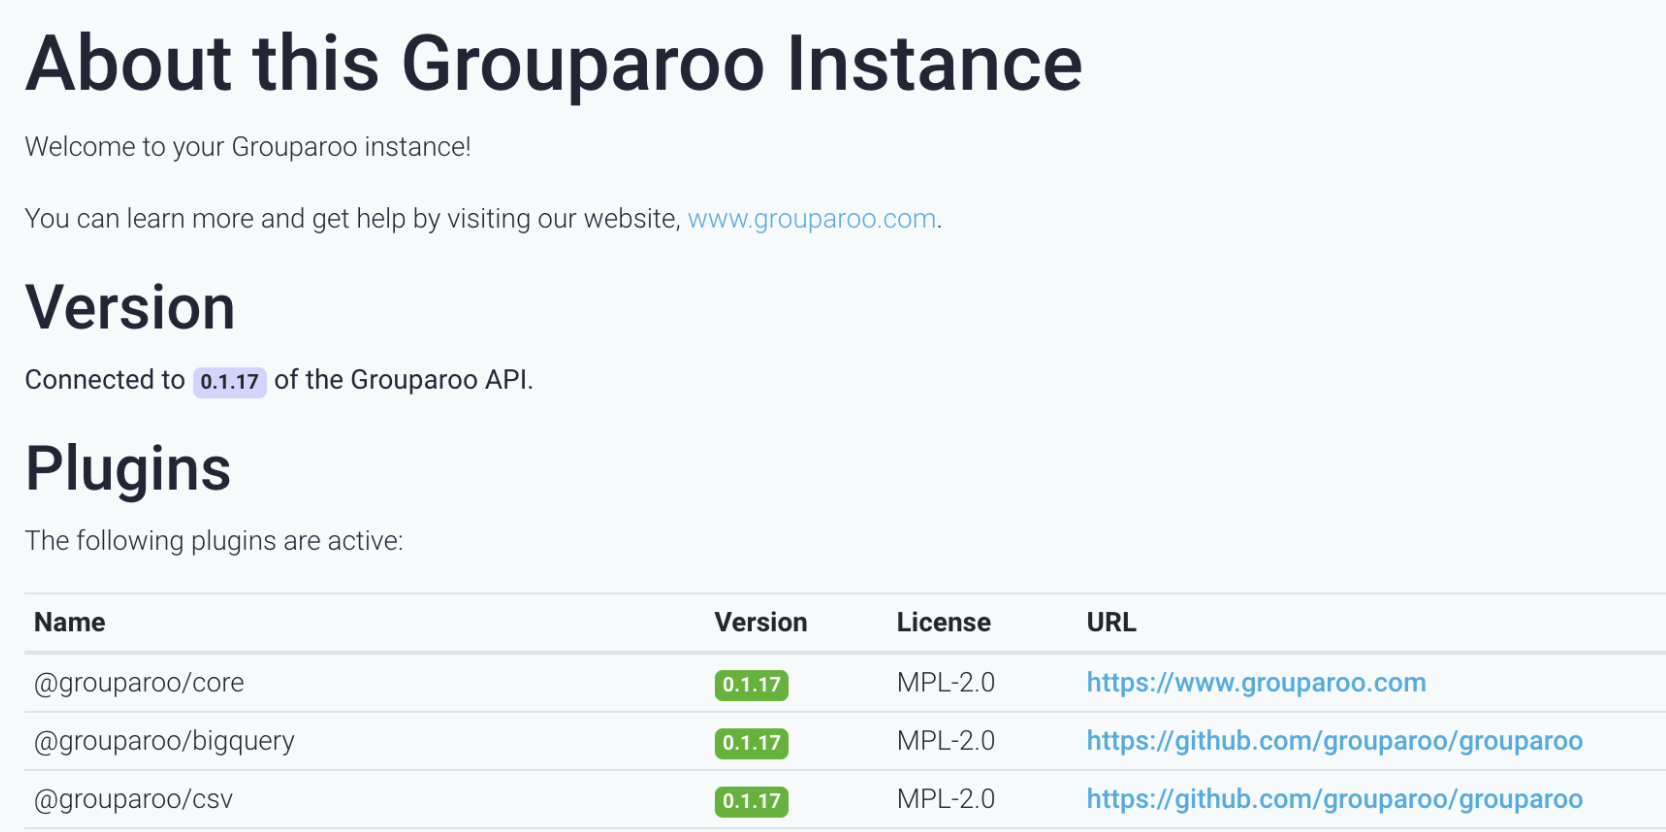 About this Grouparoo Instance
Welcome to your Grouparoo instance!
You can learn more and get help by visiting our website, www.grouparoo.com.
Version
Connected to 0.1.17 of the Grouparoo API.
Plugins
The following plugins are active:
Name Version License URL
@grouparoo/core 0.1.17 MPL-2.0 https://www.grouparoo.com
@grouparoo/bigquery 0.1.17 MPL-2.0 https://github.com/grouparoo/grouparoo
@grouparoo/csv 0.1.17 MPL-2.0 https://github.com/grouparoo/grouparoo